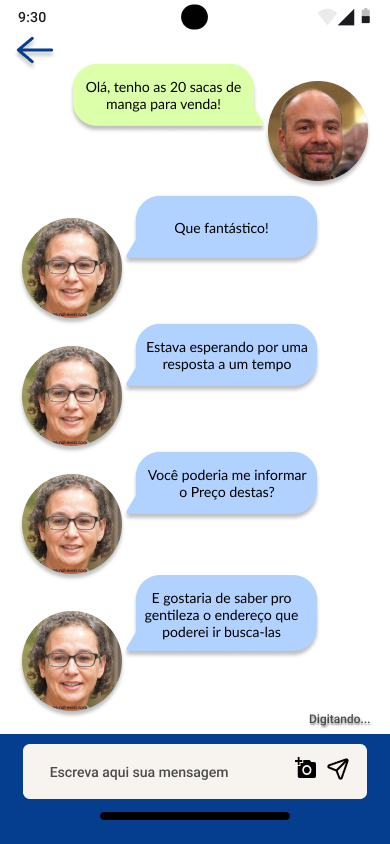 9:30
Olá, tenho as 20 sacas de
manga para venda!
Que fantástico!
Estava esperando por uma
resposta a um tempo
Você poderia me informar
o Preço destas?
E gostaria de saber pro
gentileza o endereço que
poderei ir busca-las
Digitando...
Escreva aqui sua mensagem